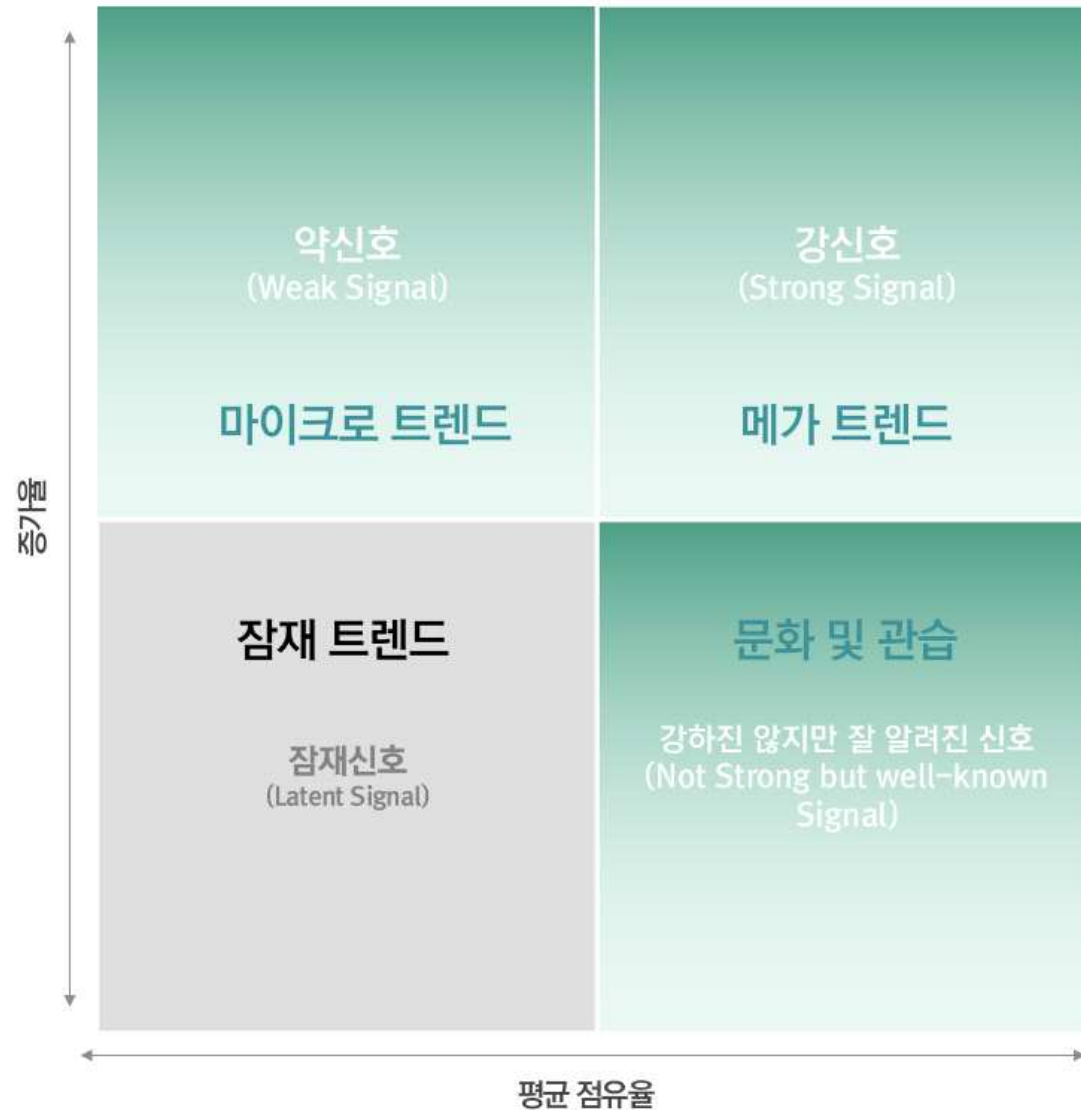 약신호
(Weak Signal)
마이크로 트렌드
강신호
(Strong Signal)
메가 트렌드
증가율
잠재 트렌드
잠재신호
(Latent Signal)
문화 및 관습
강하진 않지만 잘 알려진 신호
(Not Strong but well-known
Signal)
평균 점유율